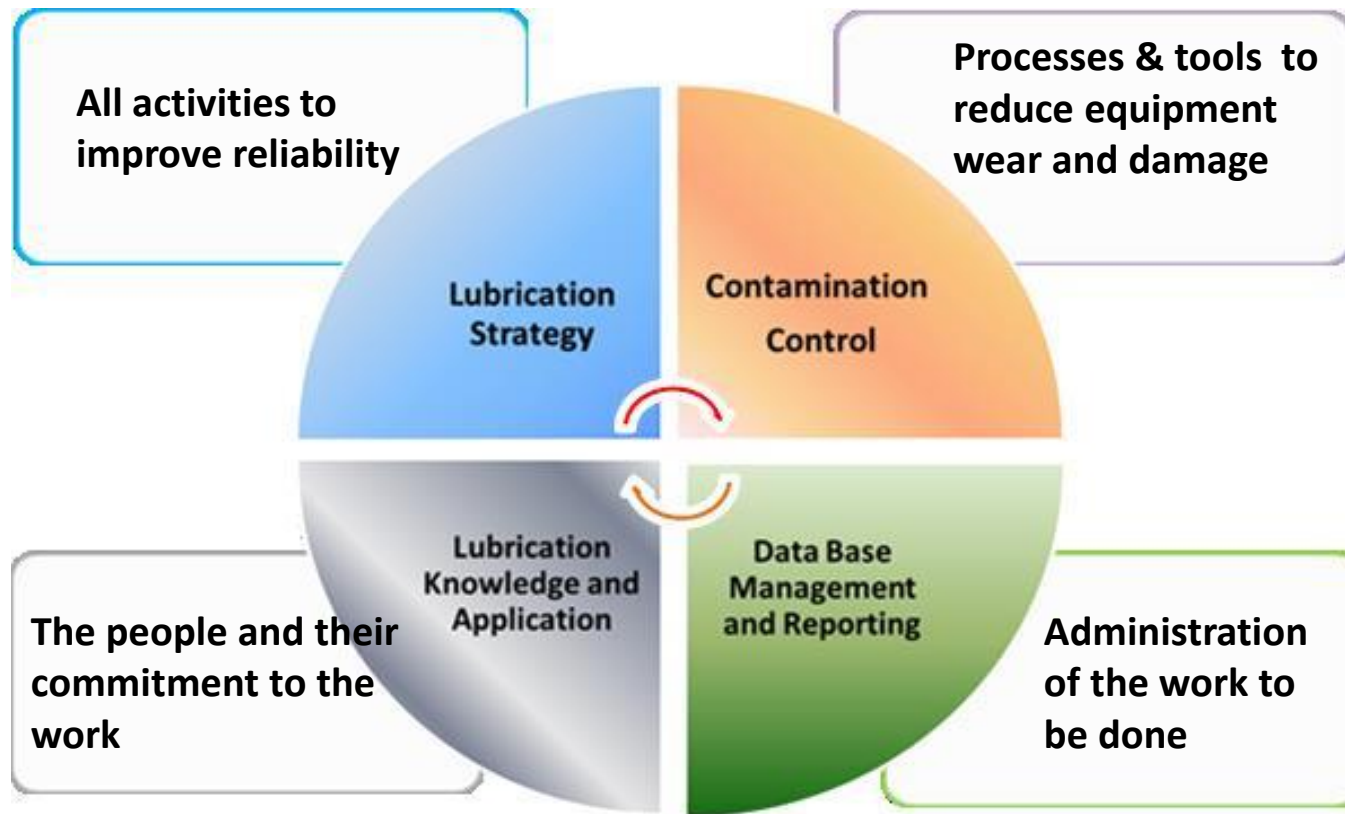 All activities to
improve reliability
Processes & tools to
reduce equipment
wear and damage
Lubrication
Strategy
Contamination
Control
Lubrication
Knowledge and
Application
Data Base
Management
and Reporting
The people and their
commitment to the
work
Administration
of the work to
be done